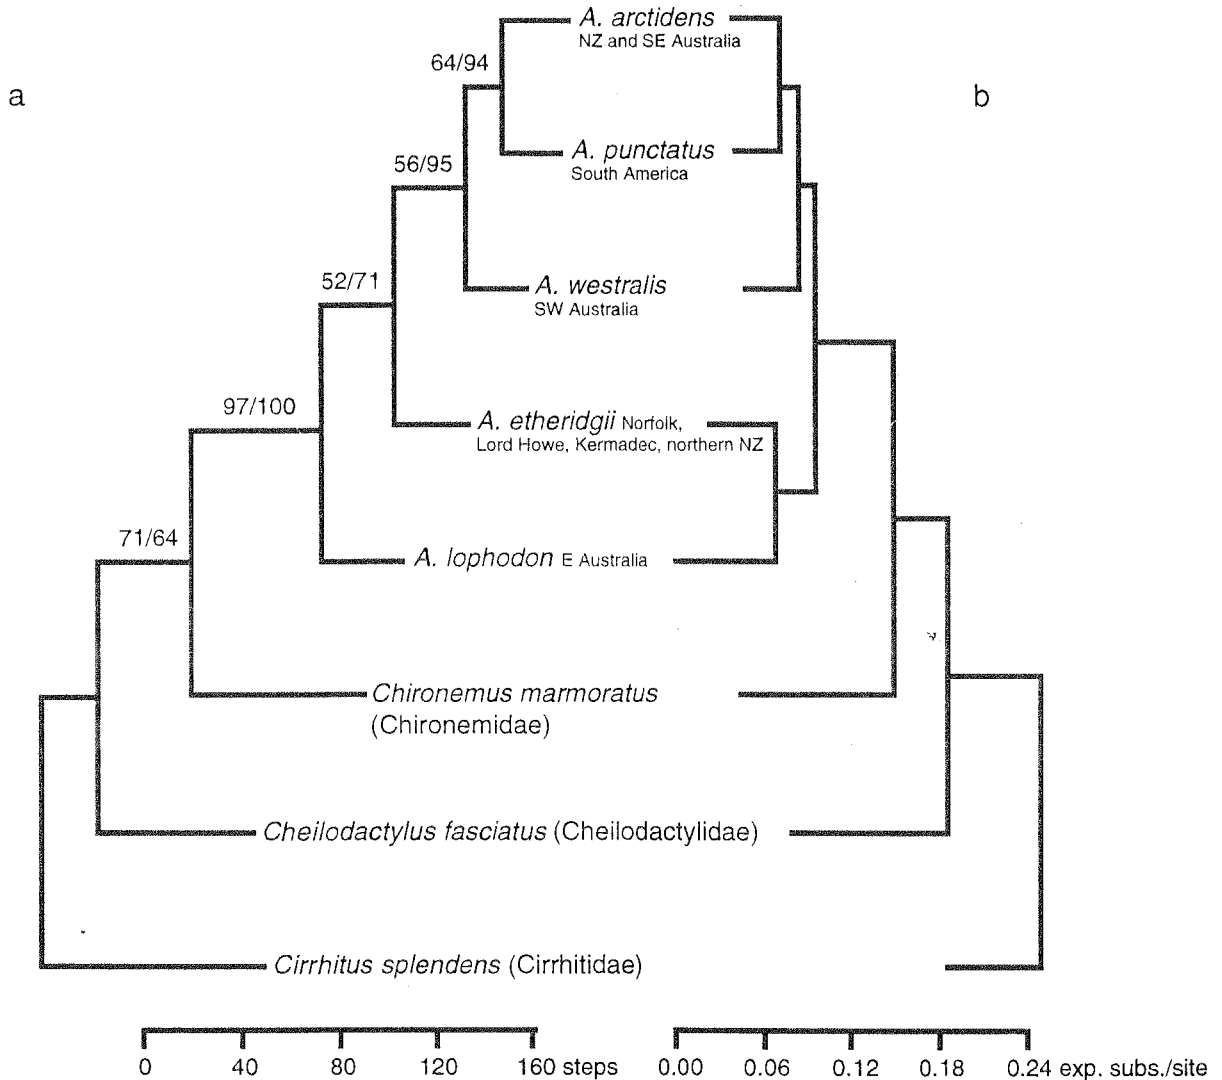 A. arctidens
NZ and SE Australia
64/94
a
b
A. punctatus
South America
56/95
52/71
A. westralis
SW Australia
97/100
A. etheridgii Norfolk,
Lord Howe, Kermadec, northern NZ
71/64
A. lophodon E Australia
Chironemus marmoratus
(Chironemidae)
Cheilodactylus fasciatus (Cheilodactylidae)
Cirrhitus splendens (Cirrhitidae)
0 40 80 120 160 steps
0.00 0.06 0.12 0.18 0.24 exp. subs./site